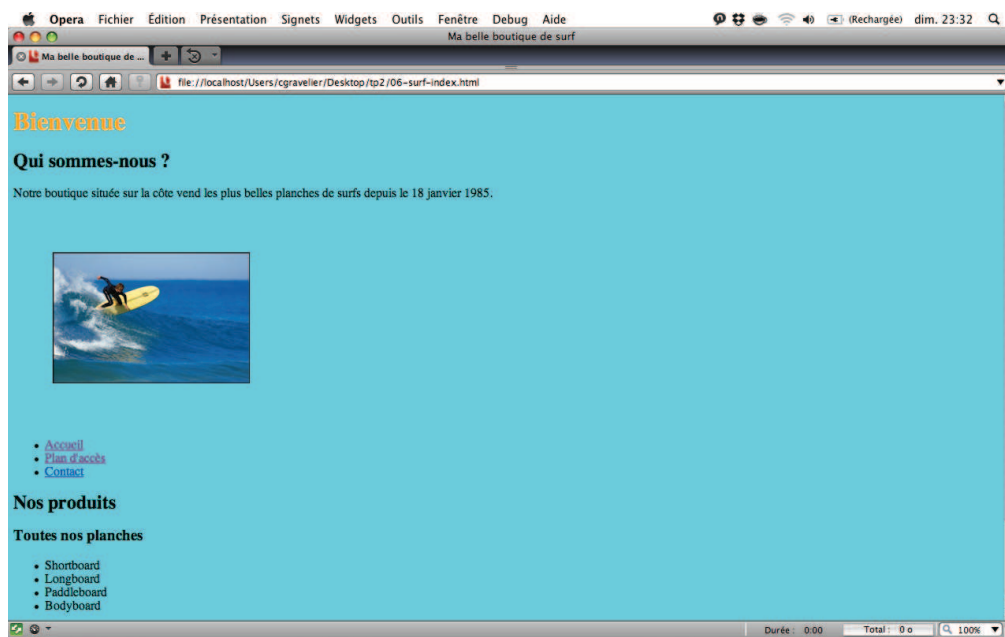 Opera Fichier Édition Présentation Signets Widgets Outils Fenêtre Debug Aide (Rechargée) dim. 23:32
Ma belle boutique de surf
Ma belle boutique de ...
file://localhost/Users/cgravelier/Desktop/tp2/06-surf-index.html
Bienvenue
Qui sommes-nous ?
Notre boutique située sur la côte vend les plus belles planches de surfs depuis le 18 janvier 1985.
• Accueil
• Plan d'accès
• Contact
Nos produits
Toutes nos planches
• Shortboard
• Longboard
• Paddleboard
• Bodyboard
Durée : 0:00 Total : 0 o 100%